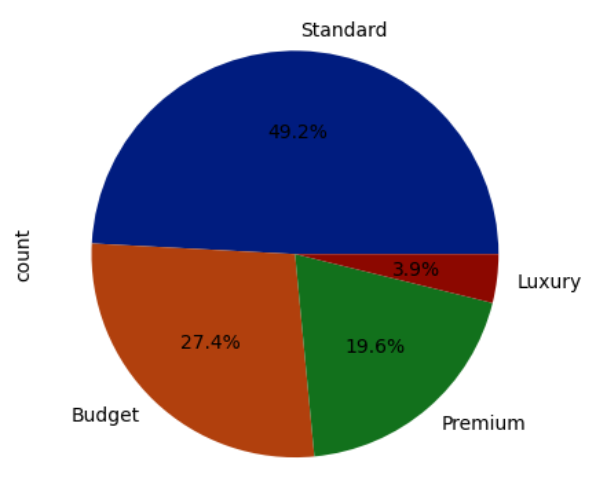 Standard
49.2%
count
3.9%
Luxury
27.4%
19.6%
Budget
Premium